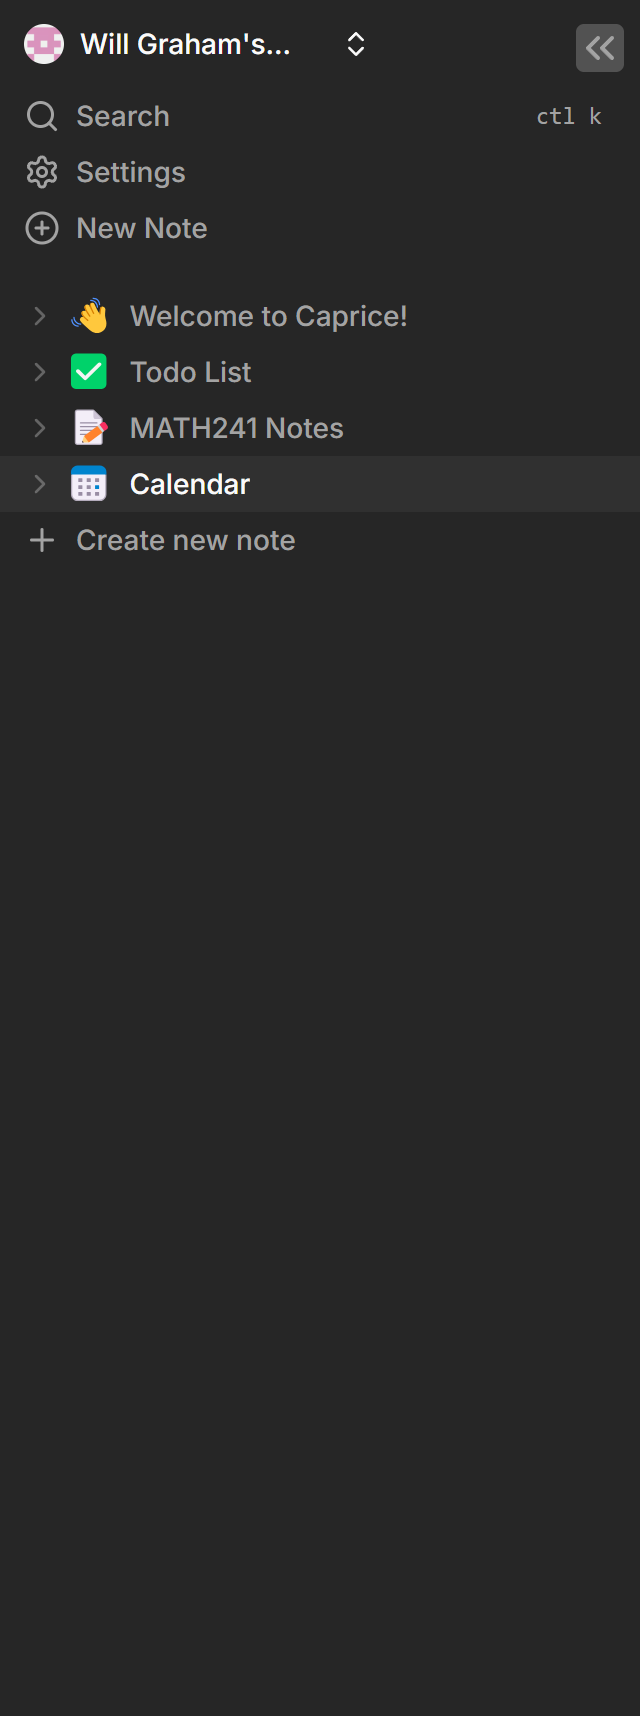 Will Graham's...
Search ctl k
Settings
New Note
Welcome to Caprice!
Todo List
MATH241 Notes
Calendar
Create new note